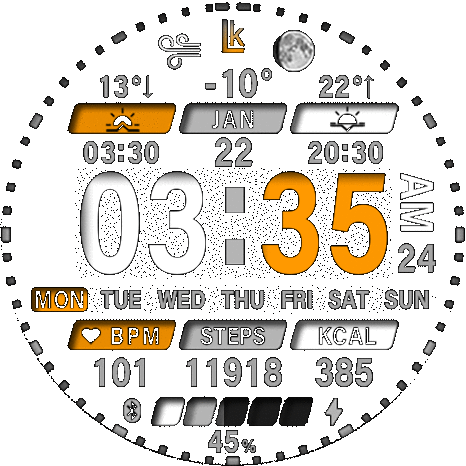 Lk
13°↓ -10° 22°↑
JAN
03:30 22 20:30
03:35 AM
24
MON TUE WED THU FRI SAT SUN
BPM STEPS KCAL
101 11918 385
45%